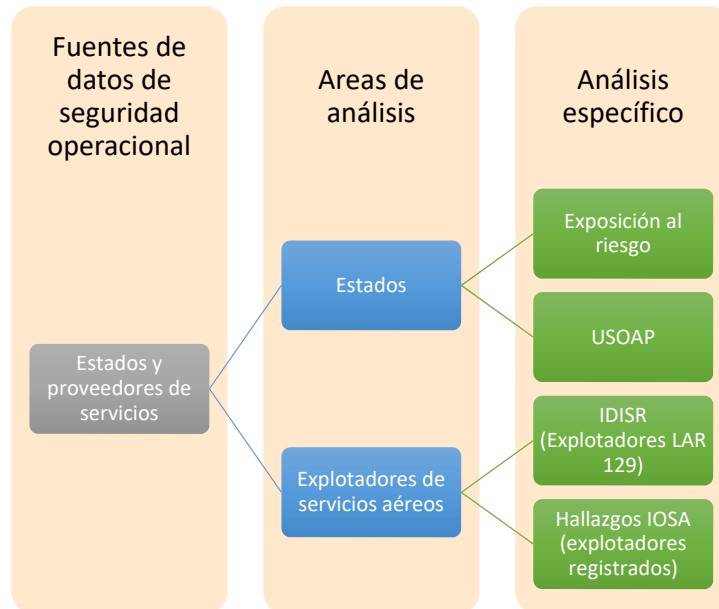 Fuentes de
datos de
seguridad
operacional
Areas de
análisis
Análisis
específico
Estados y
proveedores de
servicios
Estados
Explotadores de
servicios aéreos
Exposición al
riesgo
USOAP
IDISR
(Explotadores LAR
129)
Hallazgos IOSA
(explotadores
registrados)